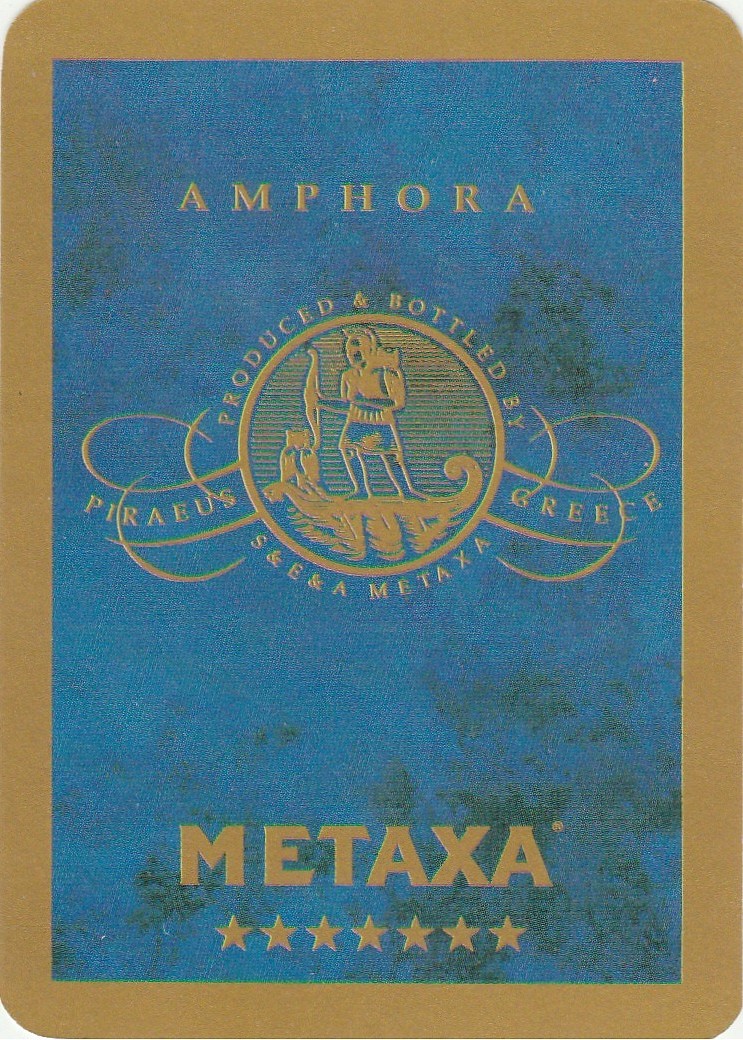 AMPHORA
PRODUCED & BOTTLED BY
PIRAEUS
GREECE
S & E & A METAXA
METAXA®